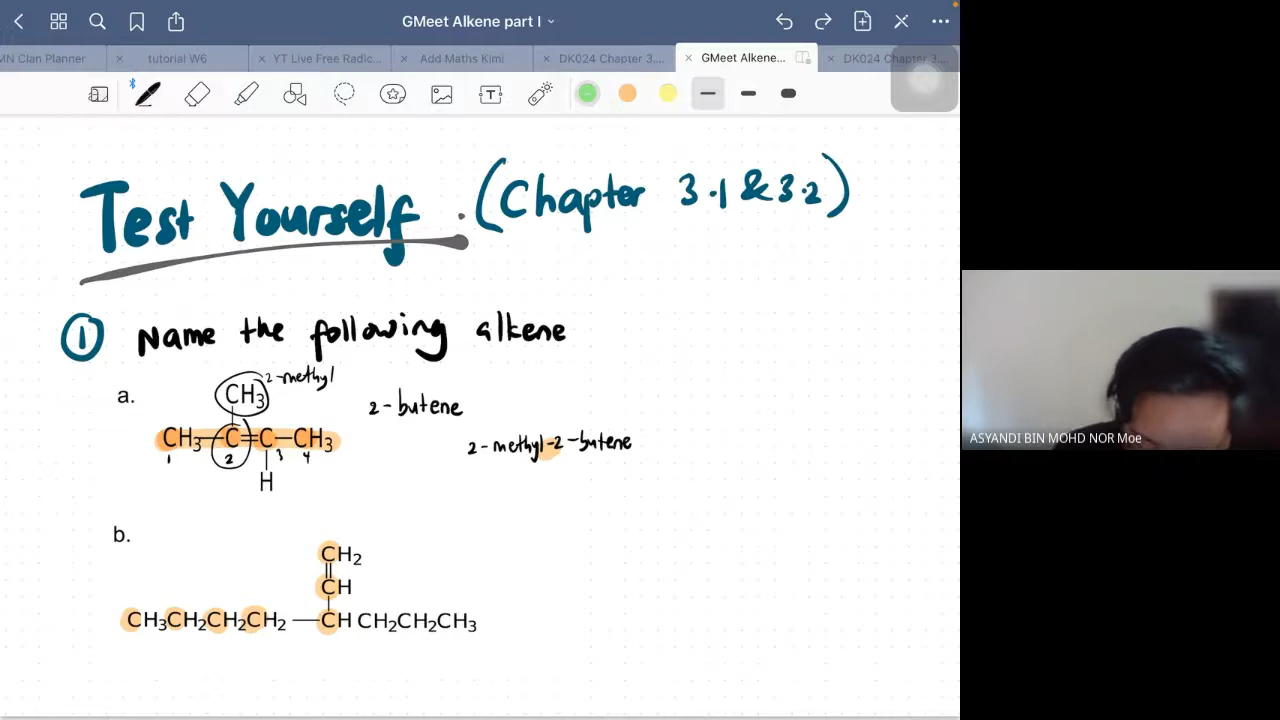 GMeet Alkene part I
MN Clan Planner
tutorial W6
YT Live Free Radic...
Add Maths Kimi
DK024 Chapter 3....
GMeet Alkene...
DK024 Chapter 3....
Test Yourself (Chapter 3.1 & 3.2)
1 Name the following alkene
a.
CH3 2-methyl
2-butene
CH3-C=C-CH3
1 2 3 4
2-methyl-2-butene
H
b.
CH2
CH
CH3CH2CH2CH2—CH CH2CH2CH3
ASYANDI BIN MOHD NOR Moe